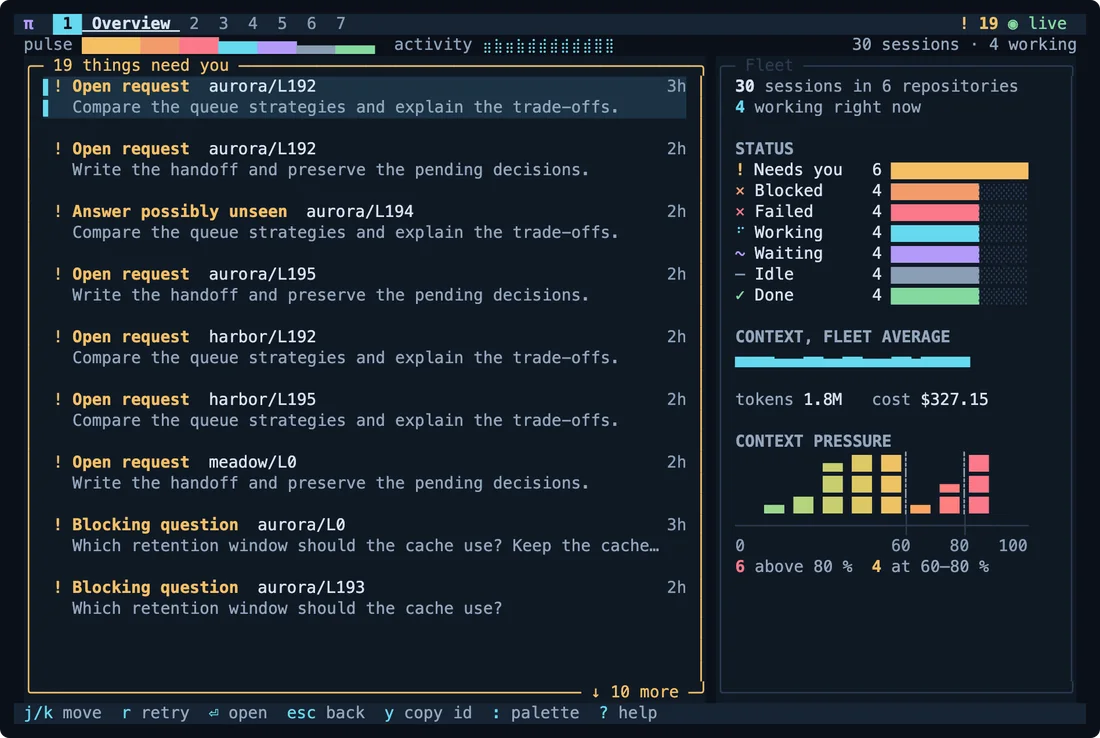 π 1 Overview 2 3 4 5 6 7 ! 19 ◉ live
pulse activity 30 sessions · 4 working
19 things need you
! Open request aurora/L192 3h
Compare the queue strategies and explain the trade-offs.
! Open request aurora/L192 2h
Write the handoff and preserve the pending decisions.
! Answer possibly unseen aurora/L194 2h
Compare the queue strategies and explain the trade-offs.
! Open request aurora/L195 2h
Write the handoff and preserve the pending decisions.
! Open request harbor/L192 2h
Compare the queue strategies and explain the trade-offs.
! Open request harbor/L195 2h
Compare the queue strategies and explain the trade-offs.
! Open request meadow/L0 2h
Write the handoff and preserve the pending decisions.
! Blocking question aurora/L0 3h
Which retention window should the cache use? Keep the cache…
! Blocking question aurora/L193 2h
Which retention window should the cache use?
↓ 10 more
Fleet
30 sessions in 6 repositories
4 working right now
STATUS
! Needs you 6
× Blocked 4
× Failed 4
Working 4
~ Waiting 4
— Idle 4
✓ Done 4
CONTEXT, FLEET AVERAGE
tokens 1.8M cost $327.15
CONTEXT PRESSURE
0 60 80 100
6 above 80 % 4 at 60–80 %
j/k move r retry ⏎ open esc back y copy id : palette ? help